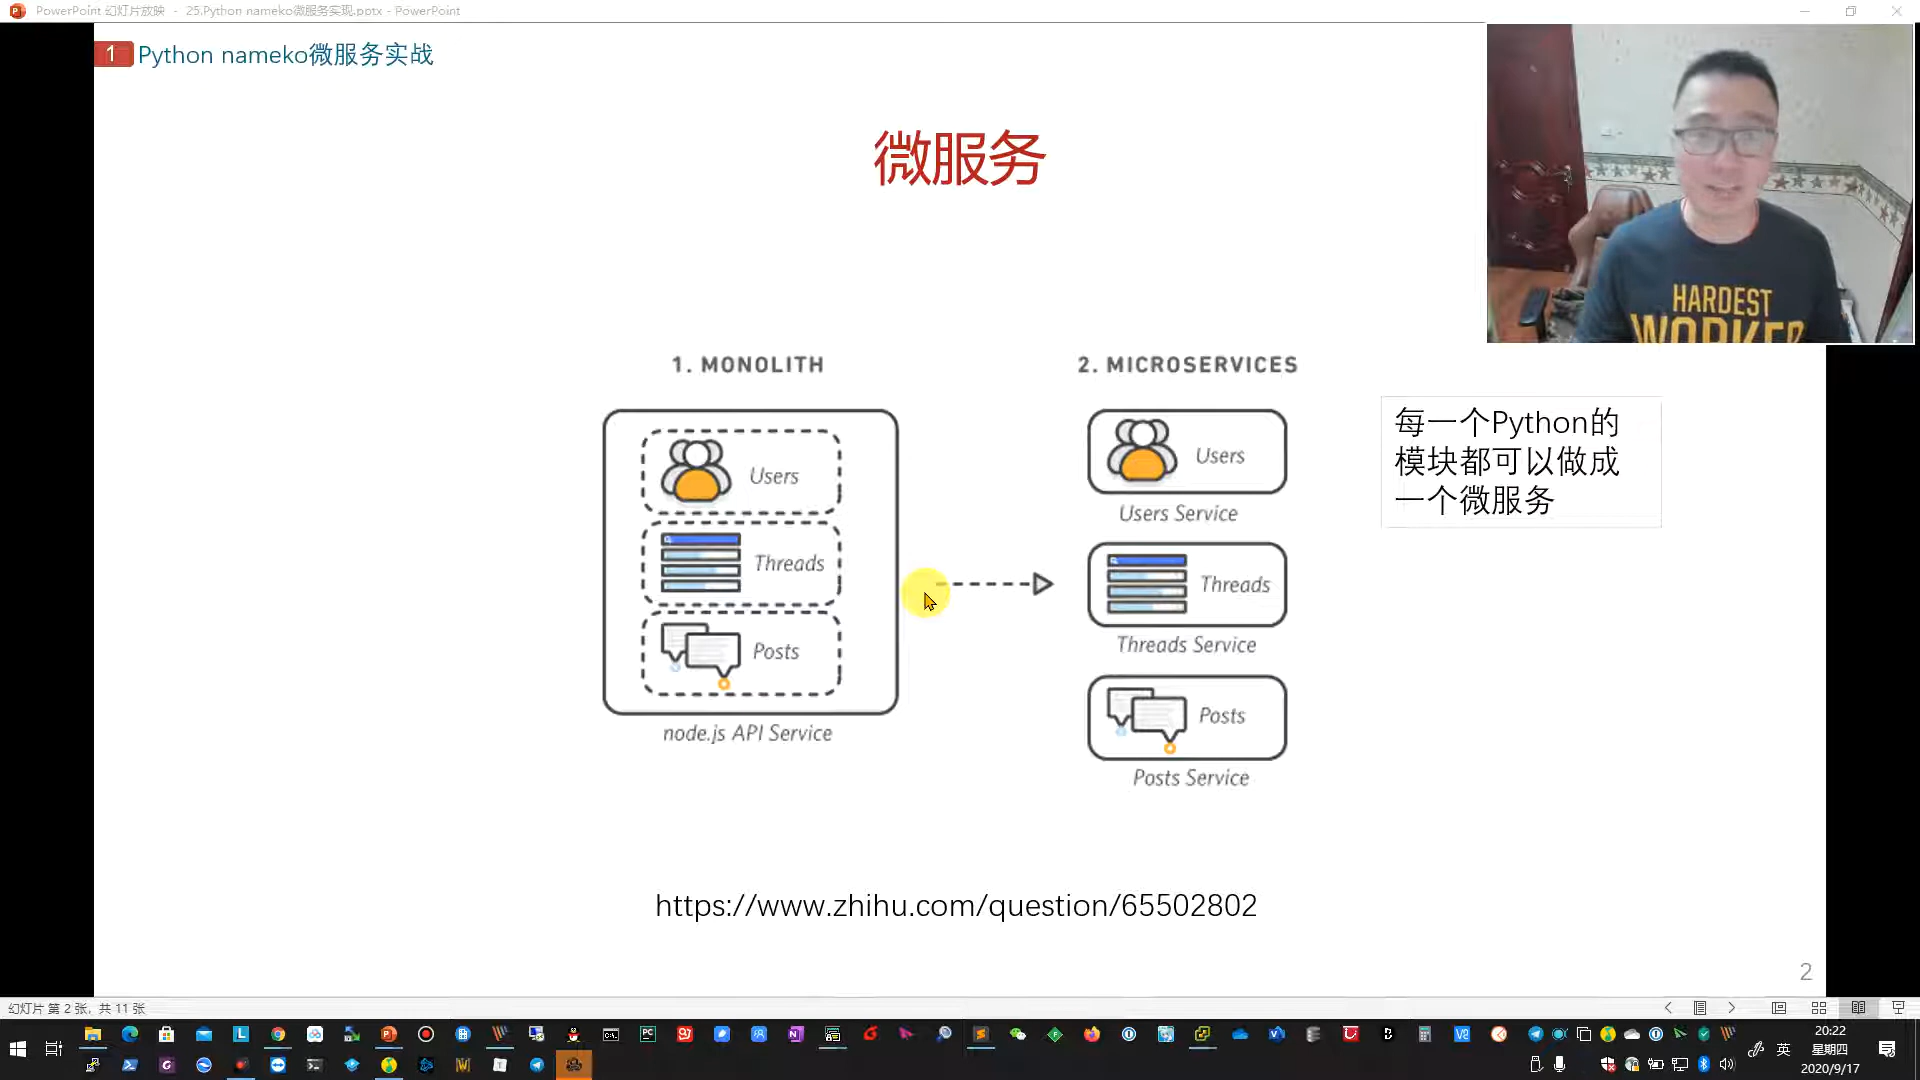 PowerPoint 幻灯片放映 - 25.Python nameko微服务实现.pptx - PowerPoint
1 Python nameko微服务实战
微服务
HARDEST
WORKER
1. MONOLITH
Users
Threads
Posts
node.js API Service
2. MICROSERVICES
Users
Users Service
Threads
Threads Service
Posts
Posts Service
每一个Python的
模块都可以做成
一个微服务
https://www.zhihu.com/question/65502802
2
幻灯片 第 2 张，共 11 张
英
20:22
星期四
2020/9/17